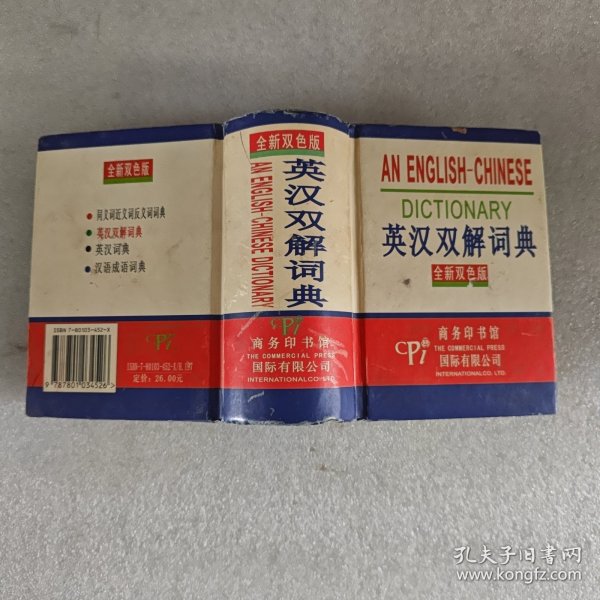 全新双色版
同义词近义词反义词词典
英汉双解词典
英汉词典
汉语成语词典
ISBN 7-80103-452-X
9 787801 034526 >
定价：26.00元
全新双色版
英汉双解词典
AN ENGLISH-CHINESE DICTIONARY
CPi
商务印书馆
THE COMMERCIAL PRESS
国际有限公司
INTERNATIONAL CO. LTD.
AN ENGLISH-CHINESE
DICTIONARY
英汉双解词典
全新双色版
CPi
商务印书馆
THE COMMERCIAL PRESS
国际有限公司
INTERNATIONAL CO. LTD.
孔夫子旧书网
www.kongfz.com